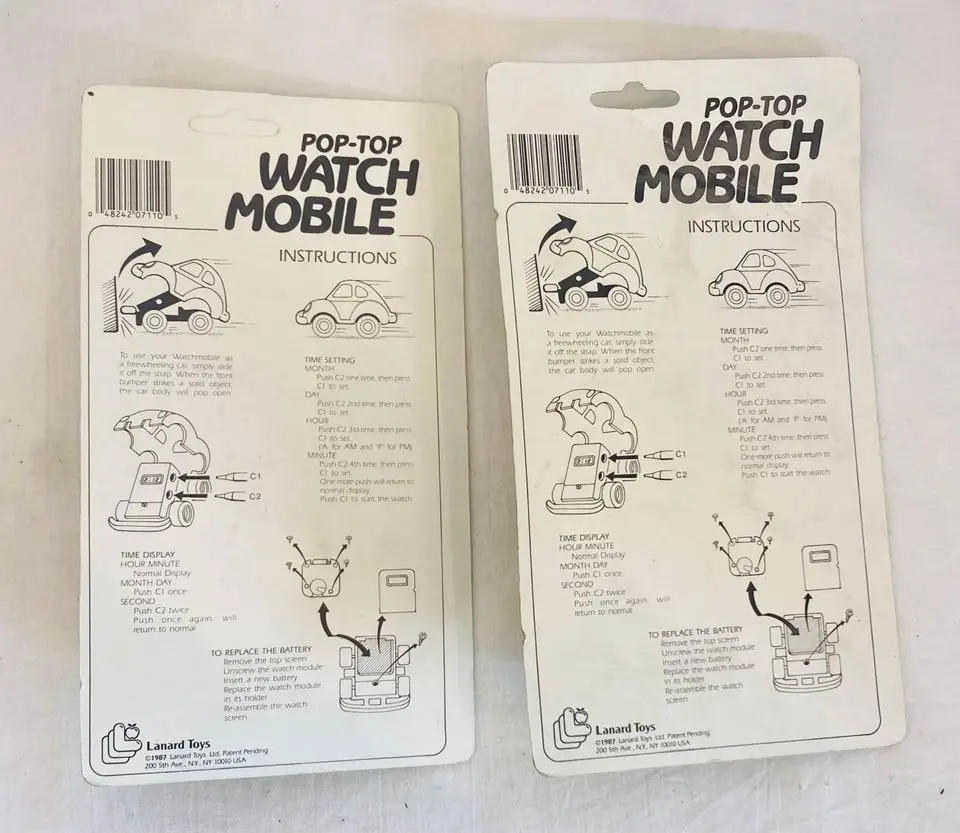 POP-TOP
WATCH
MOBILE
0 48242 07110 5
INSTRUCTIONS
To use your Watchmobile as
a freewheeling car, simply slide
it off the strap. When the front
bumper strikes a solid object,
the car body will pop open
TIME SETTING
MONTH
Push C2 one time, then press
C1 to set.
DAY
Push C2 2nd time, then press
C1 to set.
HOUR
Push C2 3rd time, then press
C1 to set.
('A' for AM and 'P' for PM)
MINUTE
Push C2 4th time, then press
C1 to set.
One more push will return to
normal display
Push C1 to start the watch
C1
C2
TIME DISPLAY
HOUR MINUTE
Normal Display
MONTH DAY
Push C1 once
SECOND
Push C2 twice
Push once again, will
return to normal
TO REPLACE THE BATTERY
Remove the top screen
Unscrew the watch module
Insert a new battery
Replace the watch module
in its holder
Re-assemble the watch
screen
Lanard Toys
©1987 Lanard Toys Ltd. Patent Pending
200 5th Ave., N.Y., NY 10010 USA
POP-TOP
WATCH
MOBILE
0 48242 07110 5
INSTRUCTIONS
To use your Watchmobile as
a freewheeling car, simply slide
it off the strap. When the front
bumper strikes a solid object,
the car body will pop open
TIME SETTING
MONTH
Push C2 one time, then press
C1 to set
DAY
Push C2 2nd time, then press
C1 to set.
HOUR
Push C2 3rd time, then press
C1 to set.
('A' for AM and 'P' for PM)
MINUTE
Push C2 4th time, then press
C1 to set.
One more push will return to
normal display
Push C1 to start the watch
C1
C2
TIME DISPLAY
HOUR MINUTE
Normal Display
MONTH DAY
Push C1 once
SECOND
Push C2 twice
Push once again, will
return to normal
TO REPLACE THE BATTERY
Remove the top screen
Unscrew the watch module
Insert a new battery
Replace the watch module
in its holder
Re-assemble the watch
screen
Lanard Toys
©1987 Lanard Toys Ltd. Patent Pending
200 5th Ave., N.Y., NY 10010 USA